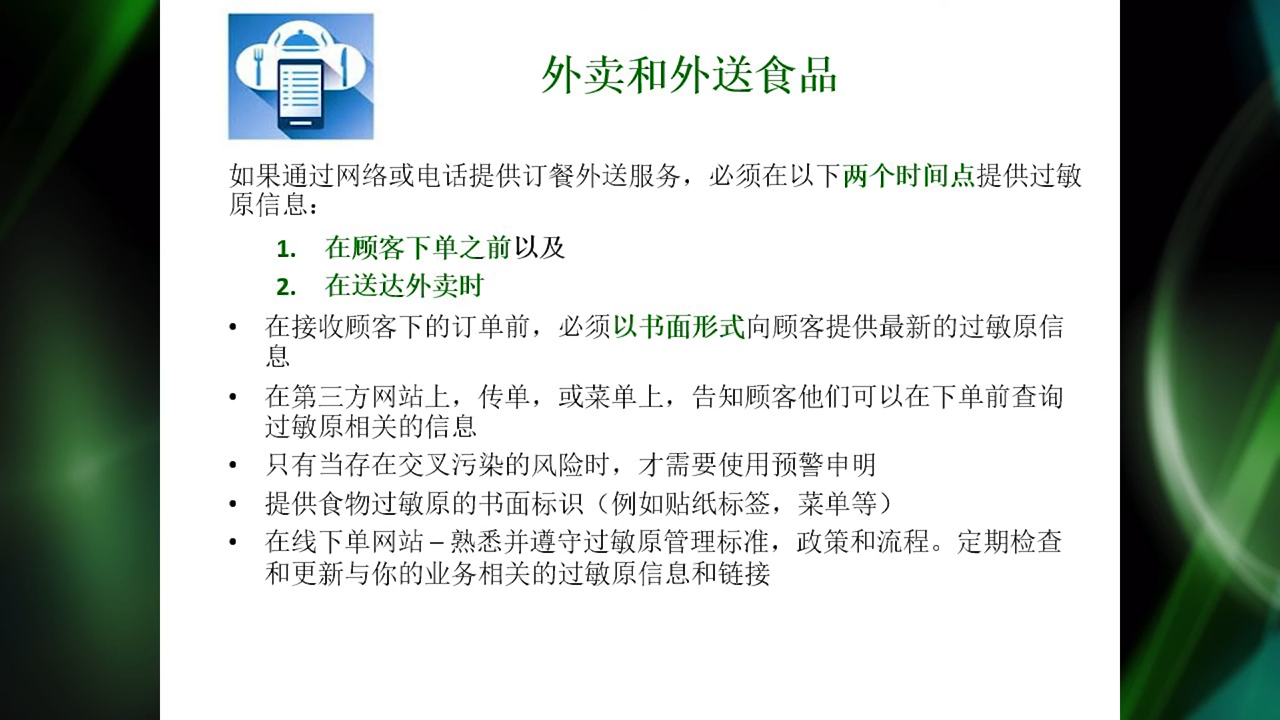 外卖和外送食品
如果通过网络或电话提供订餐外送服务，必须在以下两个时间点提供过敏
原信息：
1. 在顾客下单之前以及
2. 在送达外卖时
• 在接收顾客下的订单前，必须以书面形式向顾客提供最新的过敏原信
息
• 在第三方网站上，传单，或菜单上，告知顾客他们可以在下单前查询
过敏原相关的信息
• 只有当存在交叉污染的风险时，才需要使用预警申明
• 提供食物过敏原的书面标识（例如贴纸标签，菜单等）
• 在线下单网站 – 熟悉并遵守过敏原管理标准，政策和流程。定期检查
和更新与你的业务相关的过敏原信息和链接